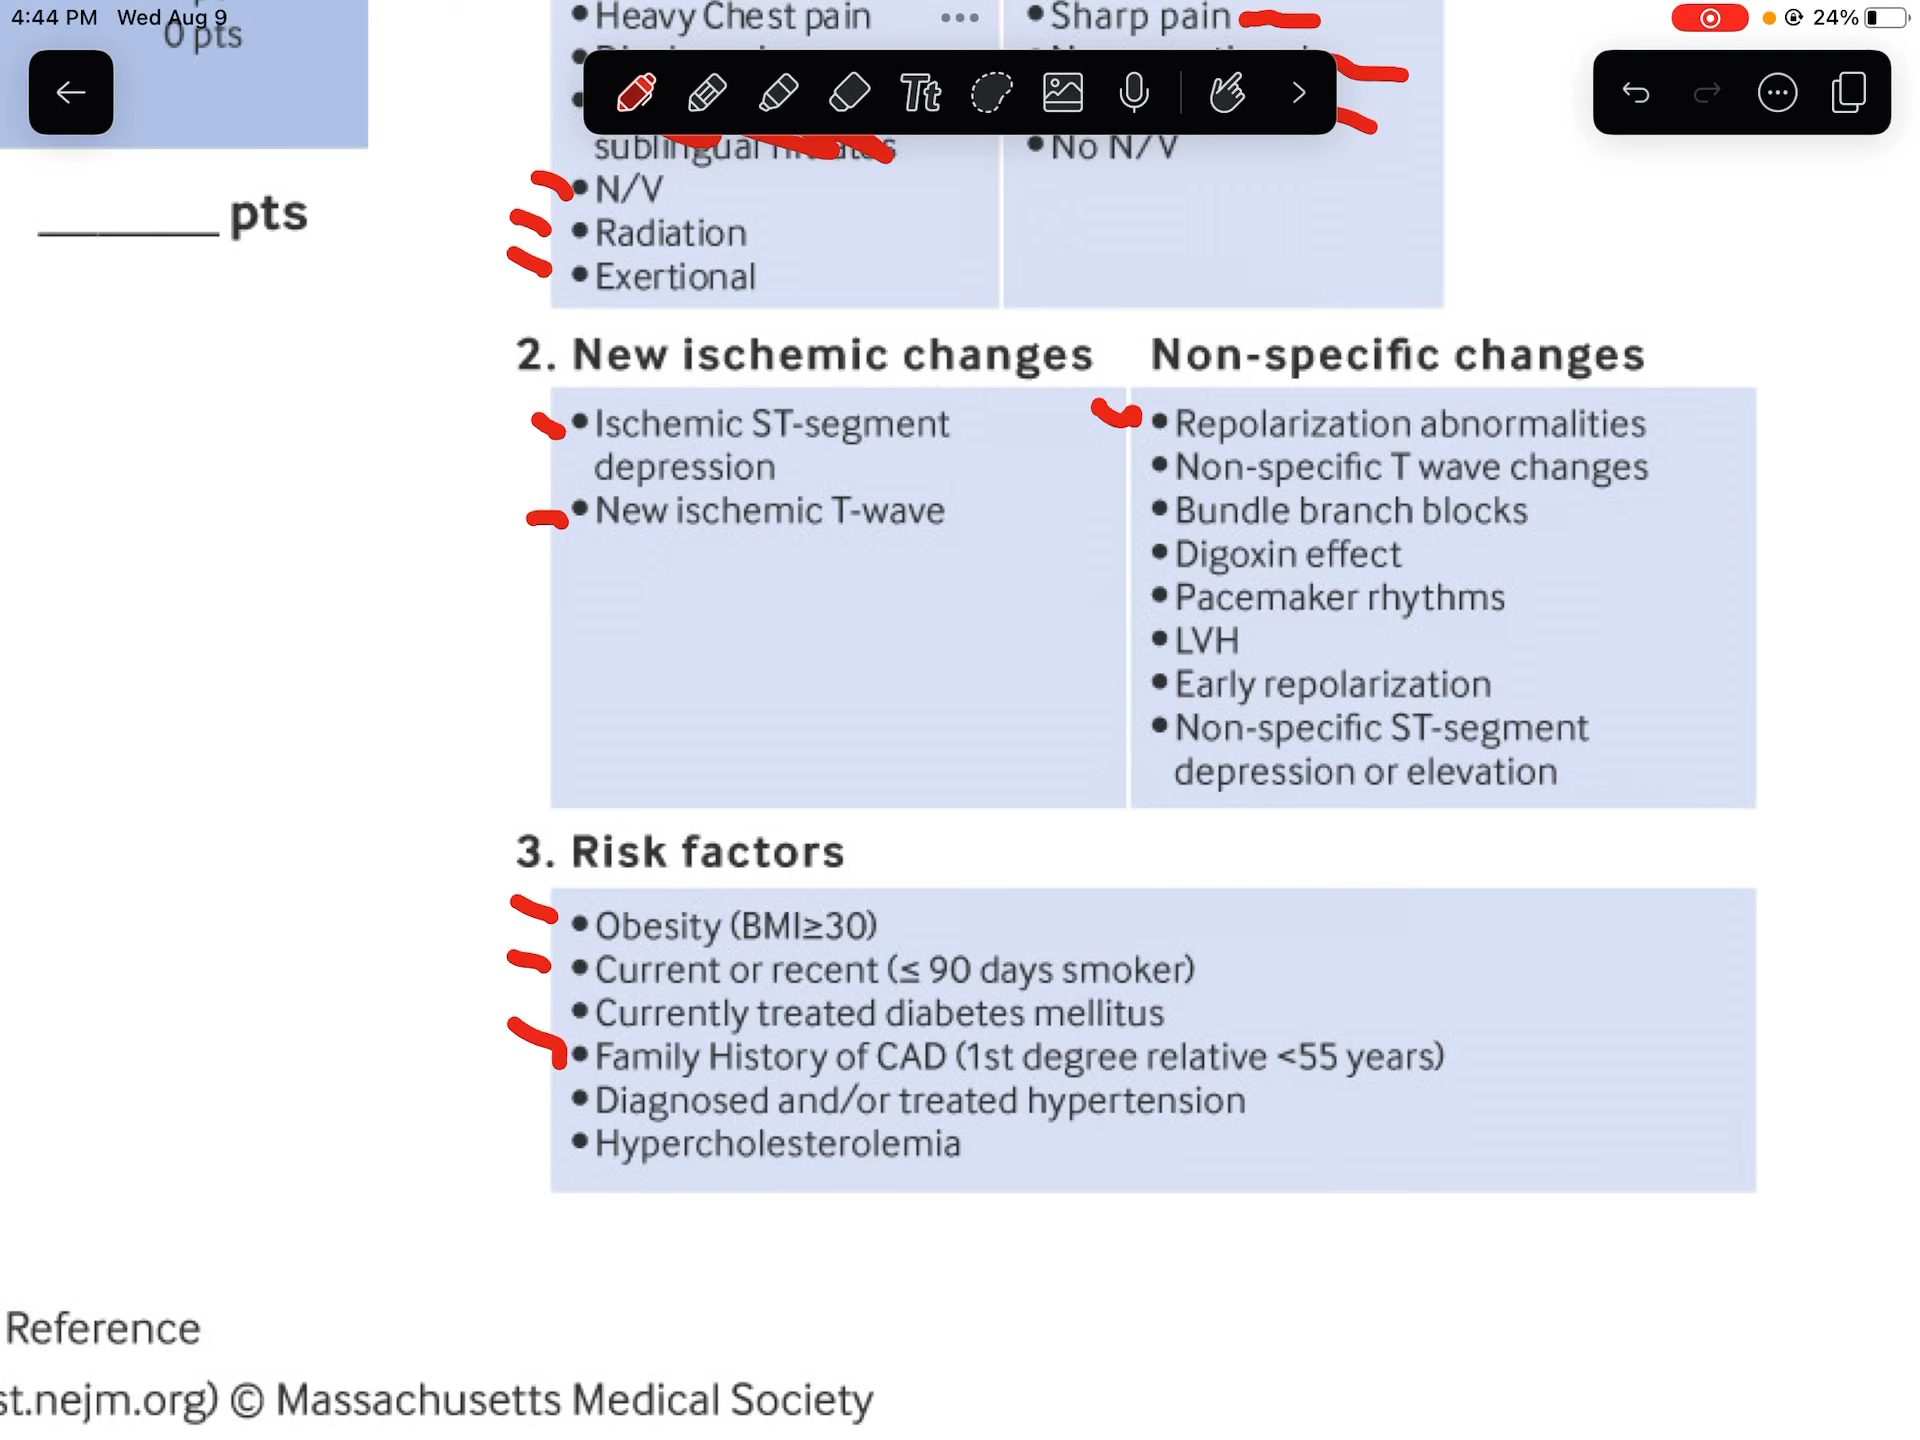 4:44 PM Wed Aug 9
24%
0 pts
pts
Heavy Chest pain
sublingual
N/V
Radiation
Exertional
Sharp pain
No N/V
Tt
2. New ischemic changes
Ischemic ST-segment
depression
New ischemic T-wave
Non-specific changes
Repolarization abnormalities
Non-specific T wave changes
Bundle branch blocks
Digoxin effect
Pacemaker rhythms
LVH
Early repolarization
Non-specific ST-segment
depression or elevation
3. Risk factors
Obesity (BMI≥30)
Current or recent (≤ 90 days smoker)
Currently treated diabetes mellitus
Family History of CAD (1st degree relative <55 years)
Diagnosed and/or treated hypertension
Hypercholesterolemia
Reference
st.nejm.org) © Massachusetts Medical Society